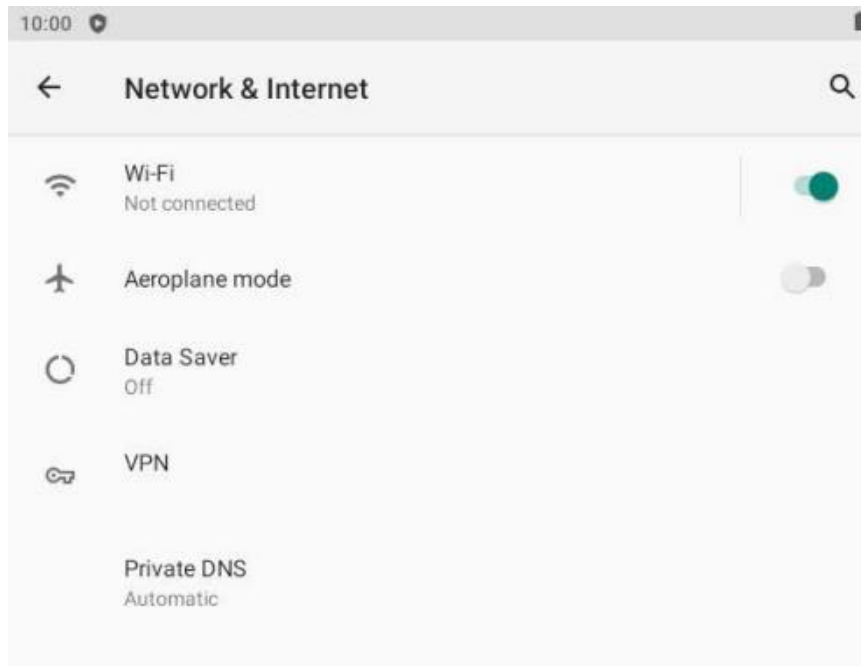 10:00
Network & Internet
Wi-Fi
Not connected
Aeroplane mode
Data Saver
Off
VPN
Private DNS
Automatic